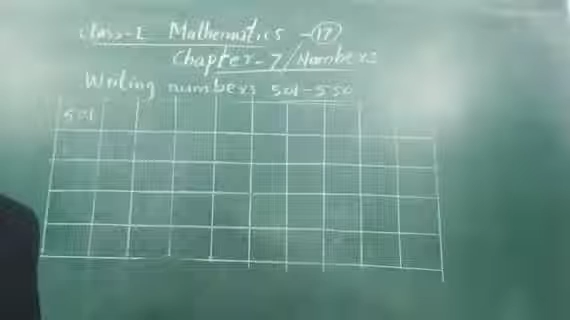 Class-I Mathematics -17
Chapter-7/Numbers
Writing numbers 501-550
501